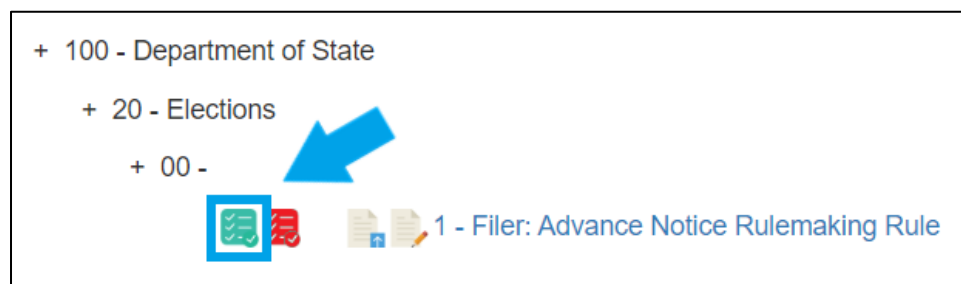 + 100 - Department of State
+ 20 - Elections
+ 00 -
1 - Filer: Advance Notice Rulemaking Rule